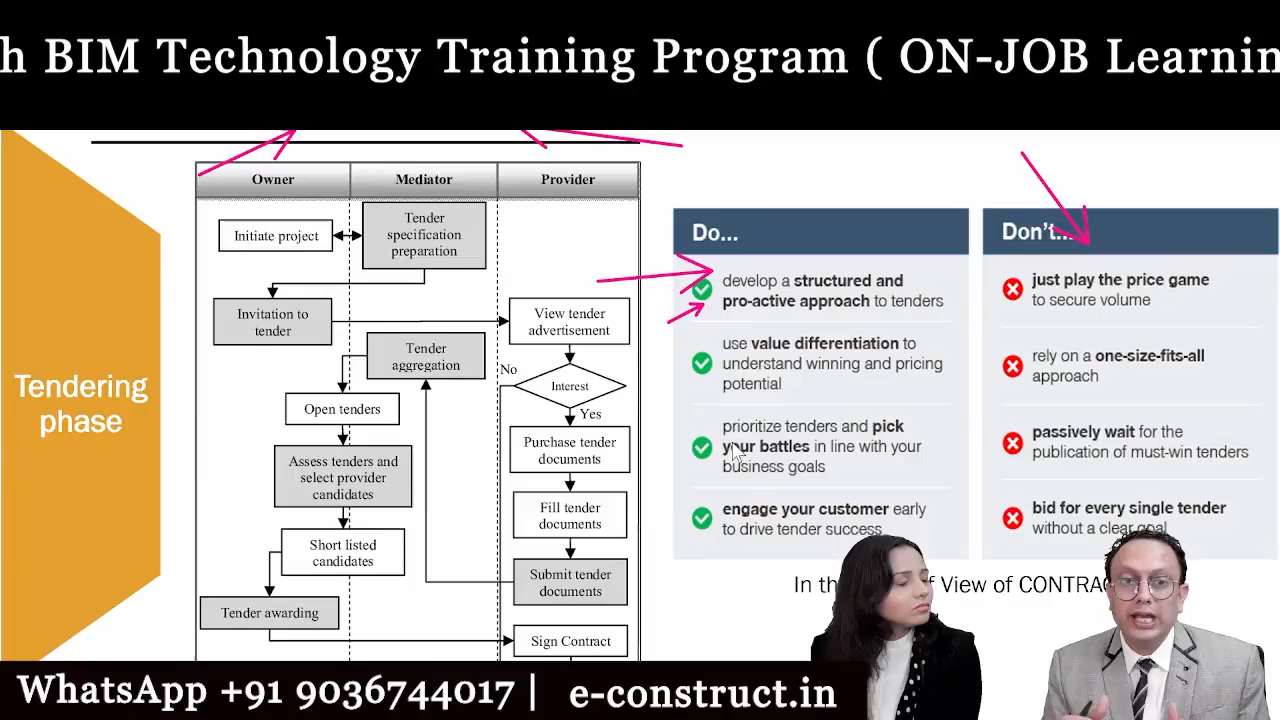 h BIM Technology Training Program ( ON-JOB Learnin
Tendering
phase
Owner
Mediator
Provider
Initiate project
Tender
specification
preparation
Invitation to
tender
View tender
advertisement
Tender
aggregation
No
Interest
Yes
Open tenders
Purchase tender
documents
Assess tenders and
select provider
candidates
Fill tender
documents
Short listed
candidates
Submit tender
documents
Tender awarding
Sign Contract
Do...
develop a structured and
pro-active approach to tenders
use value differentiation to
understand winning and pricing
potential
prioritize tenders and pick
your battles in line with your
business goals
engage your customer early
to drive tender success
Don't...
just play the price game
to secure volume
rely on a one-size-fits-all
approach
passively wait for the
publication of must-win tenders
bid for every single tender
without a clear goal
In the f View of CONTRAC
WhatsApp +91 9036744017 | e-construct.in